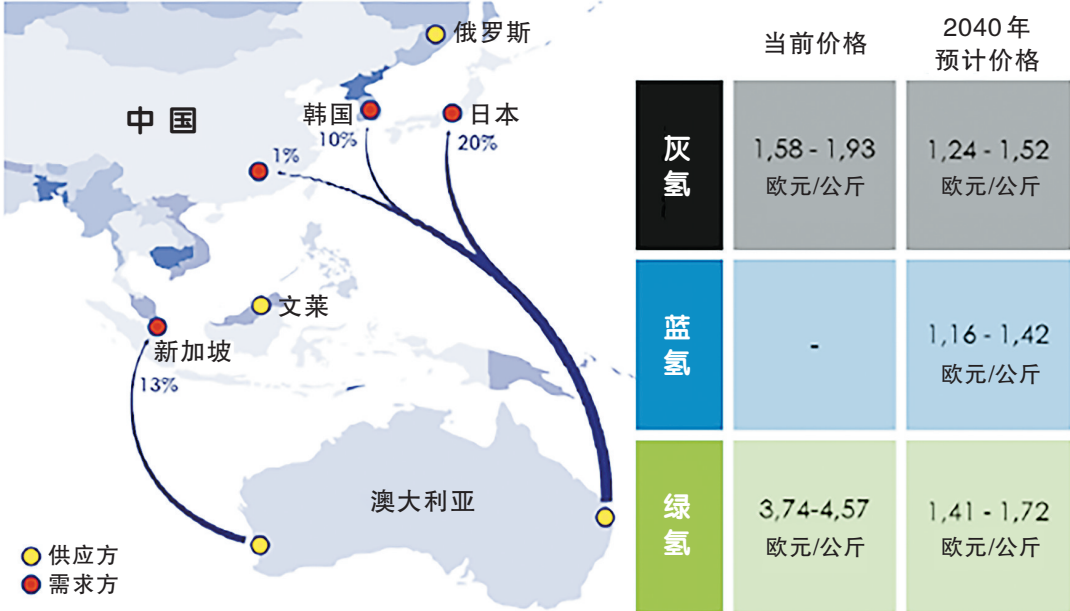 俄罗斯
中国
韩国
10%
日本
20%
1%
文莱
新加坡
13%
澳大利亚
供应方
需求方
当前价格
2040年
预计价格
灰氢
1,58 - 1,93
欧元/公斤
1,24 - 1,52
欧元/公斤
蓝氢
-
1,16 - 1,42
欧元/公斤
绿氢
3,74-4,57
欧元/公斤
1,41 - 1,72
欧元/公斤